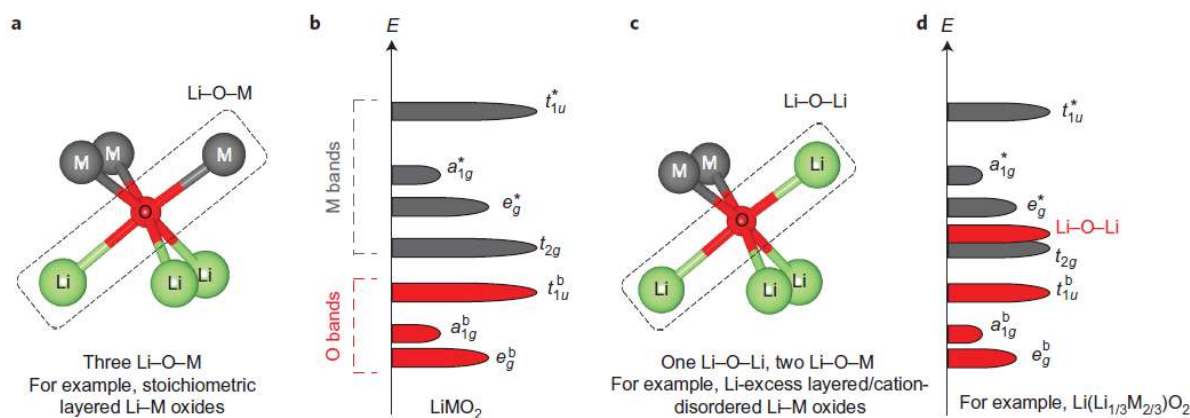 a
Li–O–M
M
M
M
O
Li
Li
Li
Three Li–O–M
For example, stoichiometric
layered Li–M oxides
b
E
M bands
O bands
t*1u
a*1g
e*g
t2g
tb1u
ab1g
ebg
LiMO2
c
Li–O–Li
M
M
Li
O
Li
Li
Li
One Li–O–Li, two Li–O–M
For example, Li-excess layered/cation-
disordered Li–M oxides
d
E
t*1u
a*1g
e*g
Li–O–Li
t2g
tb1u
ab1g
ebg
For example, Li(Li1/3M2/3)O2